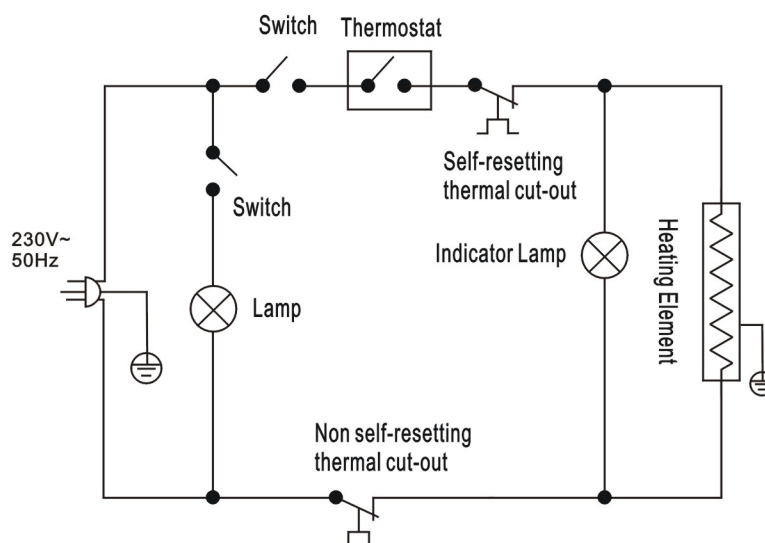 Switch
Thermostat
Self-resetting
thermal cut-out
Switch
230V~
50Hz
Indicator Lamp
Heating Element
Lamp
Non self-resetting
thermal cut-out